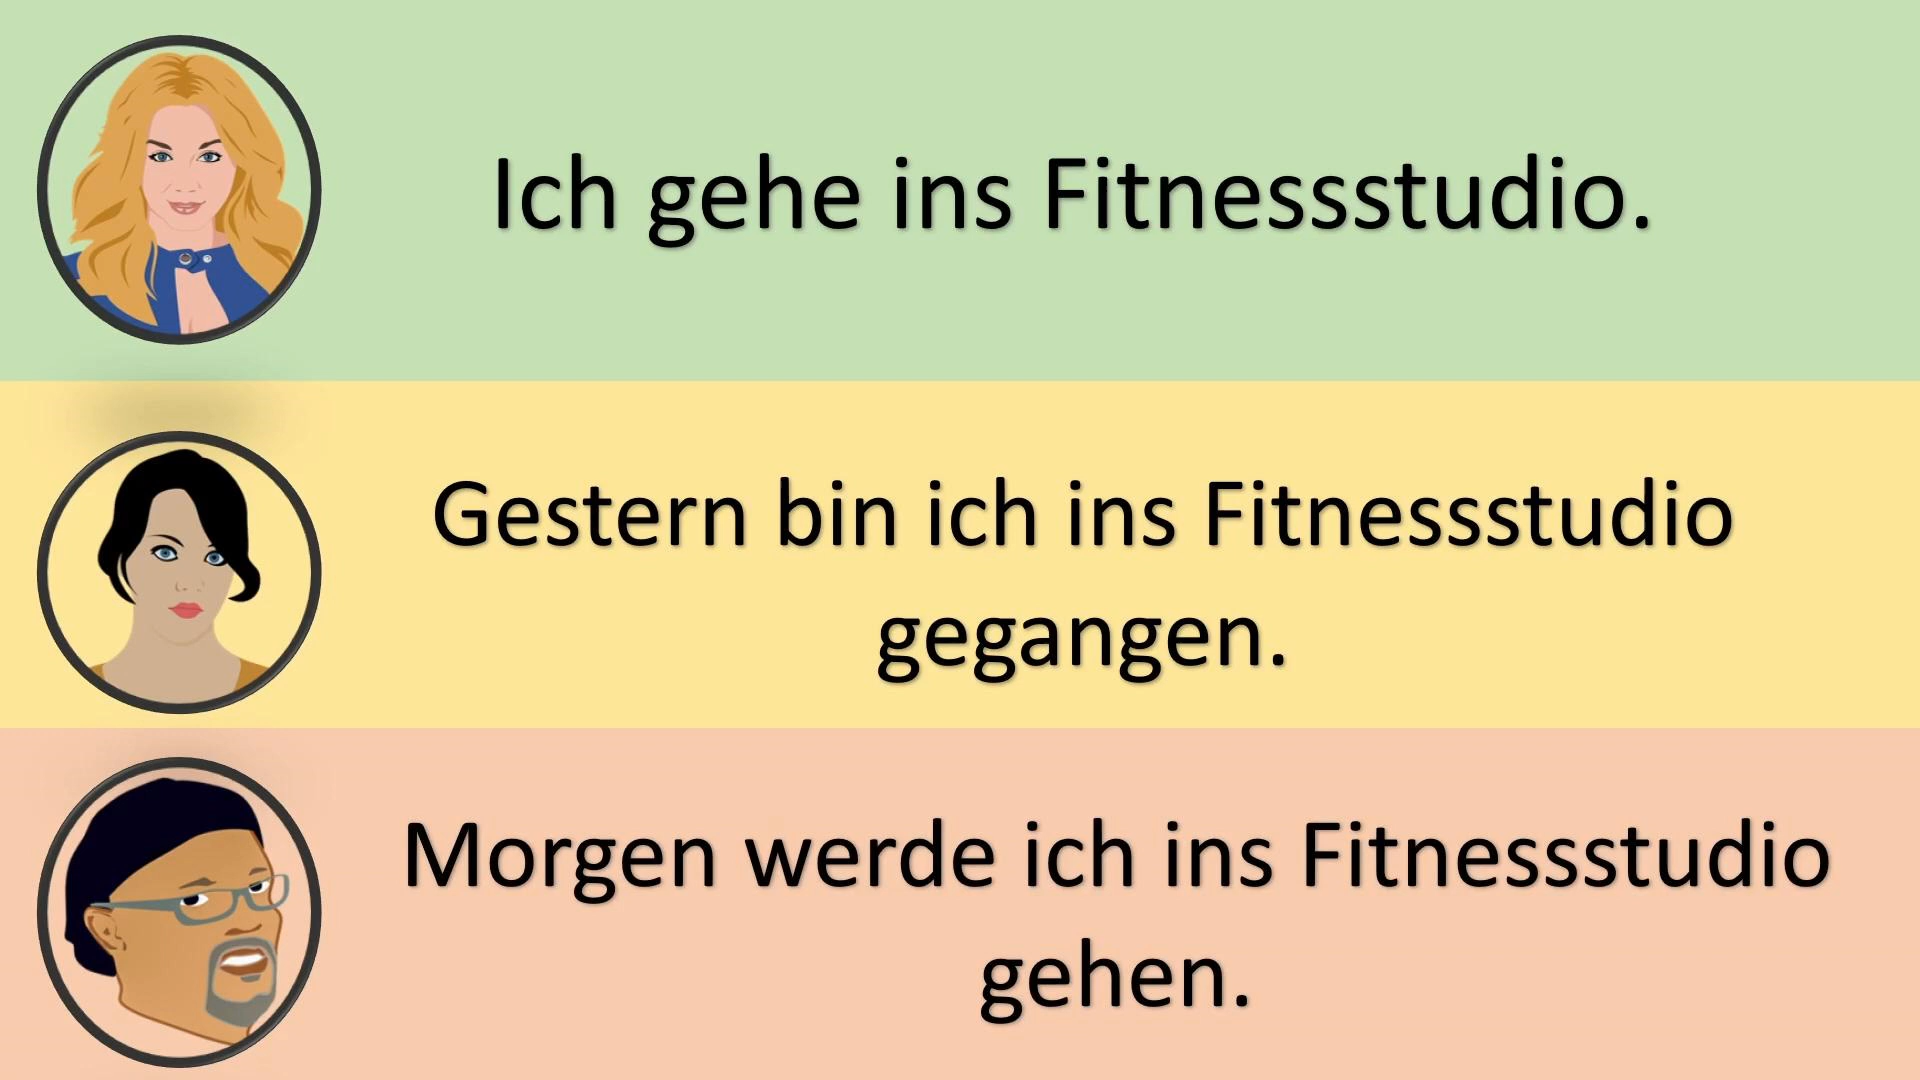 Ich gehe ins Fitnessstudio.
Gestern bin ich ins Fitnessstudio
gegangen.
Morgen werde ich ins Fitnessstudio
gehen.